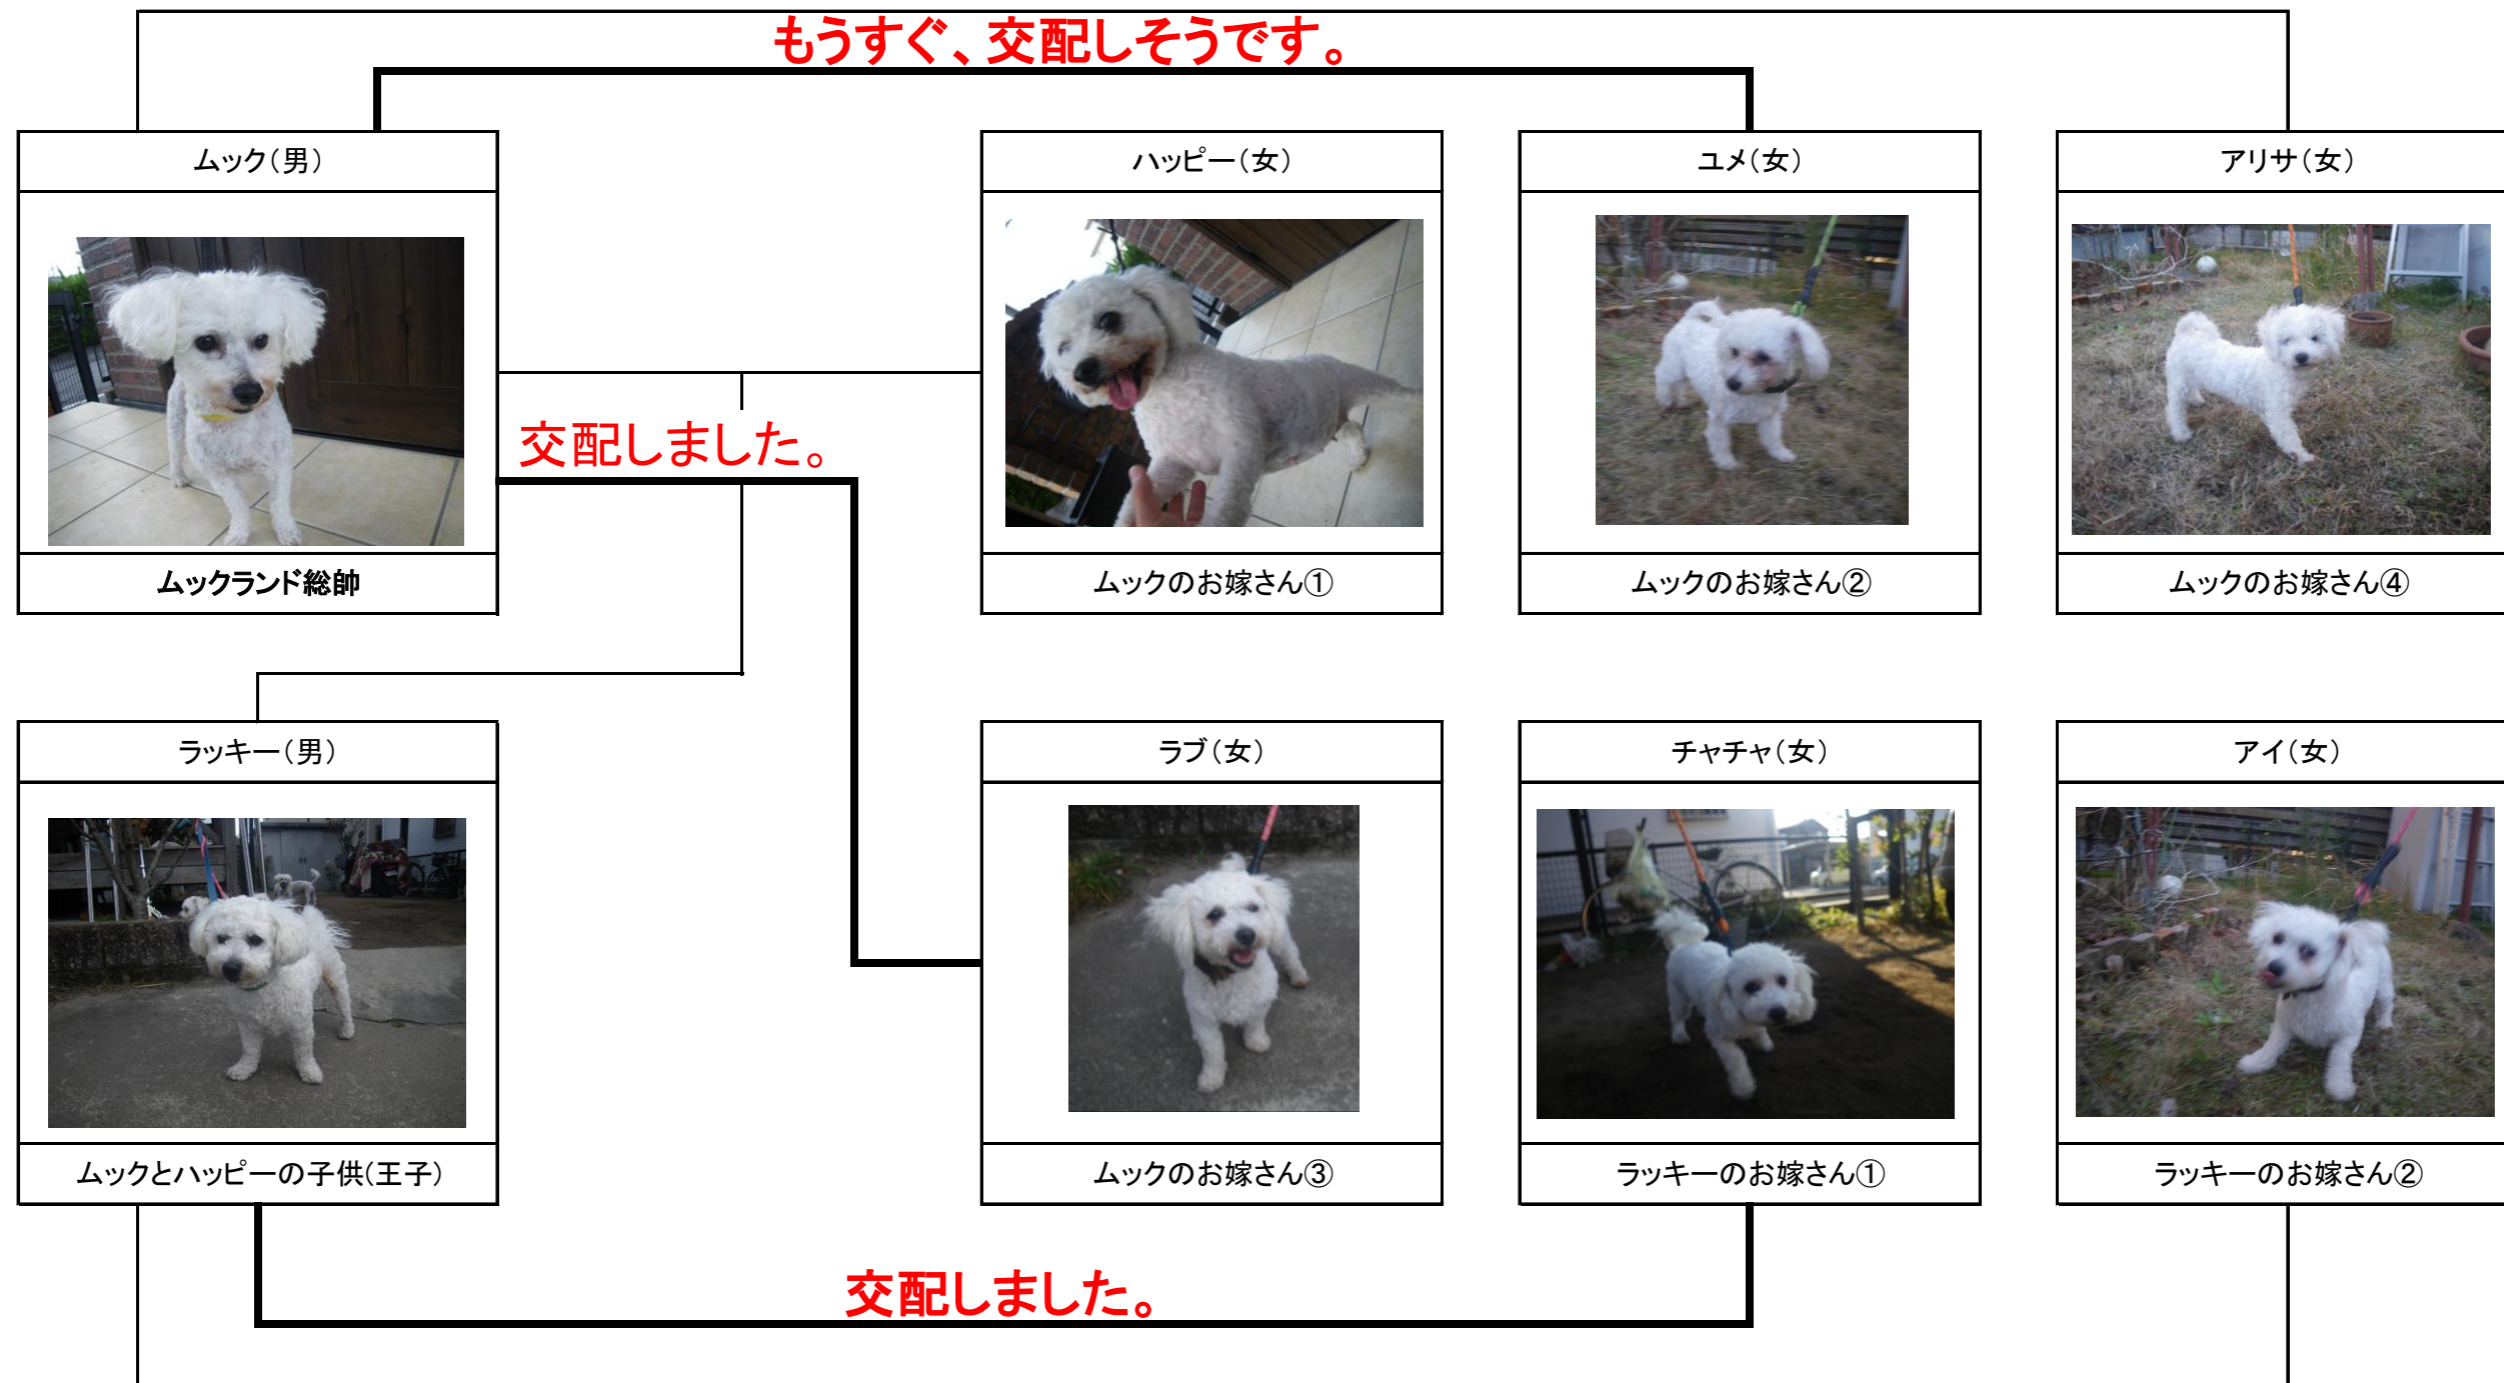 もうすぐ、交配しそうです。
ムック（男）
ハッピー（女）
ユメ（女）
アリサ（女）
交配しました。
ムックランド総帥
ムックのお嫁さん①
ムックのお嫁さん②
ムックのお嫁さん④
ラッキー（男）
ラブ（女）
チャチャ（女）
アイ（女）
ムックとハッピーの子供(王子）
ムックのお嫁さん③
ラッキーのお嫁さん①
ラッキーのお嫁さん②
交配しました。